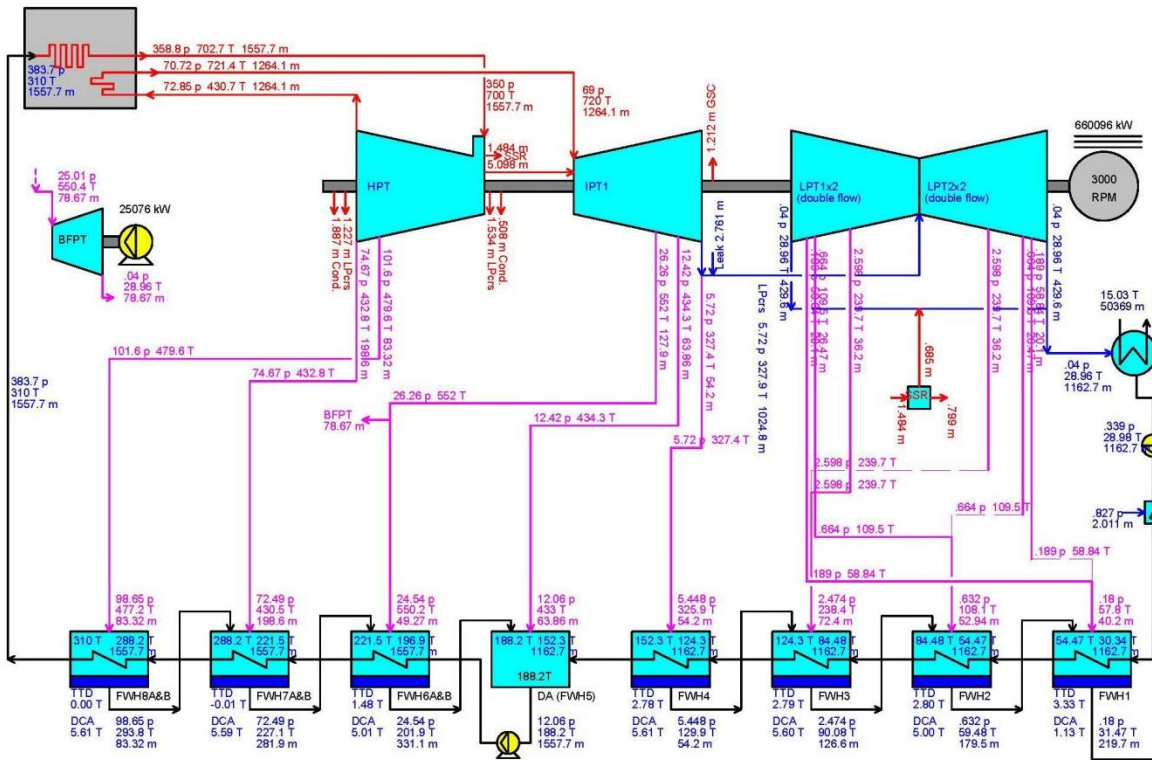 358.8 p 702.7 T 1557.7 m
70.72 p 721.4 T 1264.1 m
72.85 p 430.7 T 1264.1 m
383.7 p
310 T
1557.7 m
350 p
700 T
1557.7 m
69 p
720 T
1264.1 m
1.484 m
SSR
5.098 m
1.212 m GSC
660096 kW
3000
RPM
HPT
IPT1
LPT1x2
(double flow)
LPT2x2
(double flow)
25.01 p
550.4 T
78.67 m
BFPT
25076 kW
.04 p
28.96 T
78.67 m
1.887 m Cond.
1.227 m LPcrs
1.534 m LPcrs
.508 m Cond.
74.67 p 432.8 T 198.6 m
101.6 p 479.6 T 83.32 m
26.26 p 552 T 127.9 m
12.42 p 434.3 T 63.86 m
5.72 p 327.4 T 54.2 m
Leak 2.761 m
LPcrs 5.72 p 327.9 T 1024.8 m
.04 p 28.96 T 429.6 m
.664 p 109.5 T 26.47 m
2.598 p 239.7 T 36.2 m
2.598 p 239.7 T 36.2 m
.664 p 109.5 T 26.47 m
.189 p 58.84 T 20.1 m
.04 p 28.96 T 429.6 m
15.03 T
50369 m
.04 p
28.96 T
1162.7 m
.339 p
28.98 T
1162.7 m
.827 p
2.011 m
.685 m
SSR
1.484 m
.799 m
101.6 p 479.6 T
74.67 p 432.8 T
26.26 p 552 T
BFPT
78.67 m
12.42 p 434.3 T
5.72 p 327.4 T
2.598 p 239.7 T
2.598 p 239.7 T
.664 p 109.5 T
.664 p 109.5 T
.189 p 58.84 T
.189 p 58.84 T
383.7 p
310 T
1557.7 m
98.65 p
477.2 T
83.32 m
72.49 p
430.5 T
198.6 m
24.54 p
550.2 T
49.27 m
12.06 p
433 T
63.86 m
5.448 p
325.9 T
54.2 m
2.474 p
238.4 T
72.4 m
.632 p
108.1 T
52.94 m
.18 p
57.8 T
40.2 m
310 T 288.2 T
1557.7 m
288.2 T 221.5 T
1557.7 m
221.5 T 196.9 T
1557.7 m
188.2 T 152.3 T
1162.7 m
188.2T
152.3 T 124.3 T
1162.7 m
124.3 T 84.48 T
1162.7 m
84.48 T 54.47 T
1162.7 m
54.47 T 30.34 T
1162.7 m
TTD
0.00 T
FWH8A&B
TTD
-0.01 T
FWH7A&B
TTD
1.48 T
FWH6A&B
DA (FWH5)
TTD
2.78 T
FWH4
TTD
2.79 T
FWH3
TTD
2.80 T
FWH2
TTD
3.33 T
FWH1
DCA
5.61 T
98.65 p
293.8 T
83.32 m
DCA
5.59 T
72.49 p
227.1 T
281.9 m
DCA
5.01 T
24.54 p
201.9 T
331.1 m
12.06 p
188.2 T
1557.7 m
DCA
5.61 T
5.448 p
129.9 T
54.2 m
DCA
5.60 T
2.474 p
90.08 T
126.6 m
DCA
5.00 T
.632 p
59.48 T
179.5 m
DCA
1.13 T
.18 p
31.47 T
219.7 m